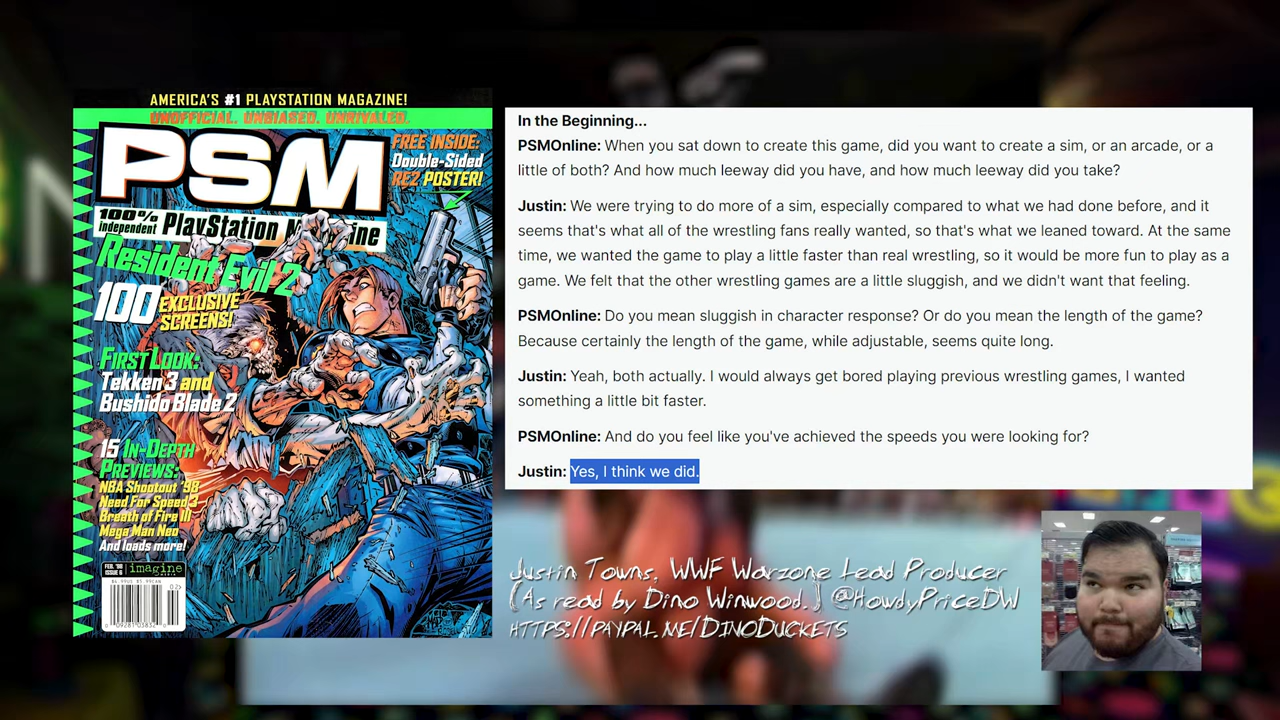 AMERICA'S #1 PLAYSTATION MAGAZINE!
UNOFFICIAL. UNBIASED. UNRIVALED.
PSM
100% independent PlayStation
FREE INSIDE:
Double-Sided
RE2 POSTER!
Resident Evil 2
100 EXCLUSIVE
SCREENS!
FIRST LOOK:
Tekken 3 and
Bushido Blade 2
15 IN-DEPTH
PREVIEWS:
NBA Shootout '98
Need For Speed 3
Breath of Fire III
Mega Man Neo
And loads more!
FEB. '98
ISSUE 6
imagine
In the Beginning...
PSMOnline: When you sat down to create this game, did you want to create a sim, or an arcade, or a
little of both? And how much leeway did you have, and how much leeway did you take?
Justin: We were trying to do more of a sim, especially compared to what we had done before, and it
seems that's what all of the wrestling fans really wanted, so that's what we leaned toward. At the same
time, we wanted the game to play a little faster than real wrestling, so it would be more fun to play as a
game. We felt that the other wrestling games are a little sluggish, and we didn't want that feeling.
PSMOnline: Do you mean sluggish in character response? Or do you mean the length of the game?
Because certainly the length of the game, while adjustable, seems quite long.
Justin: Yeah, both actually. I would always get bored playing previous wrestling games, I wanted
something a little bit faster.
PSMOnline: And do you feel like you've achieved the speeds you were looking for?
Justin: Yes, I think we did.
Justin Towns, WWF Warzone Lead Producer
(As read by Dino Winwood.) @HowdyPriceDW
HTTPS://PAYPAL.ME/DINODUCKETS